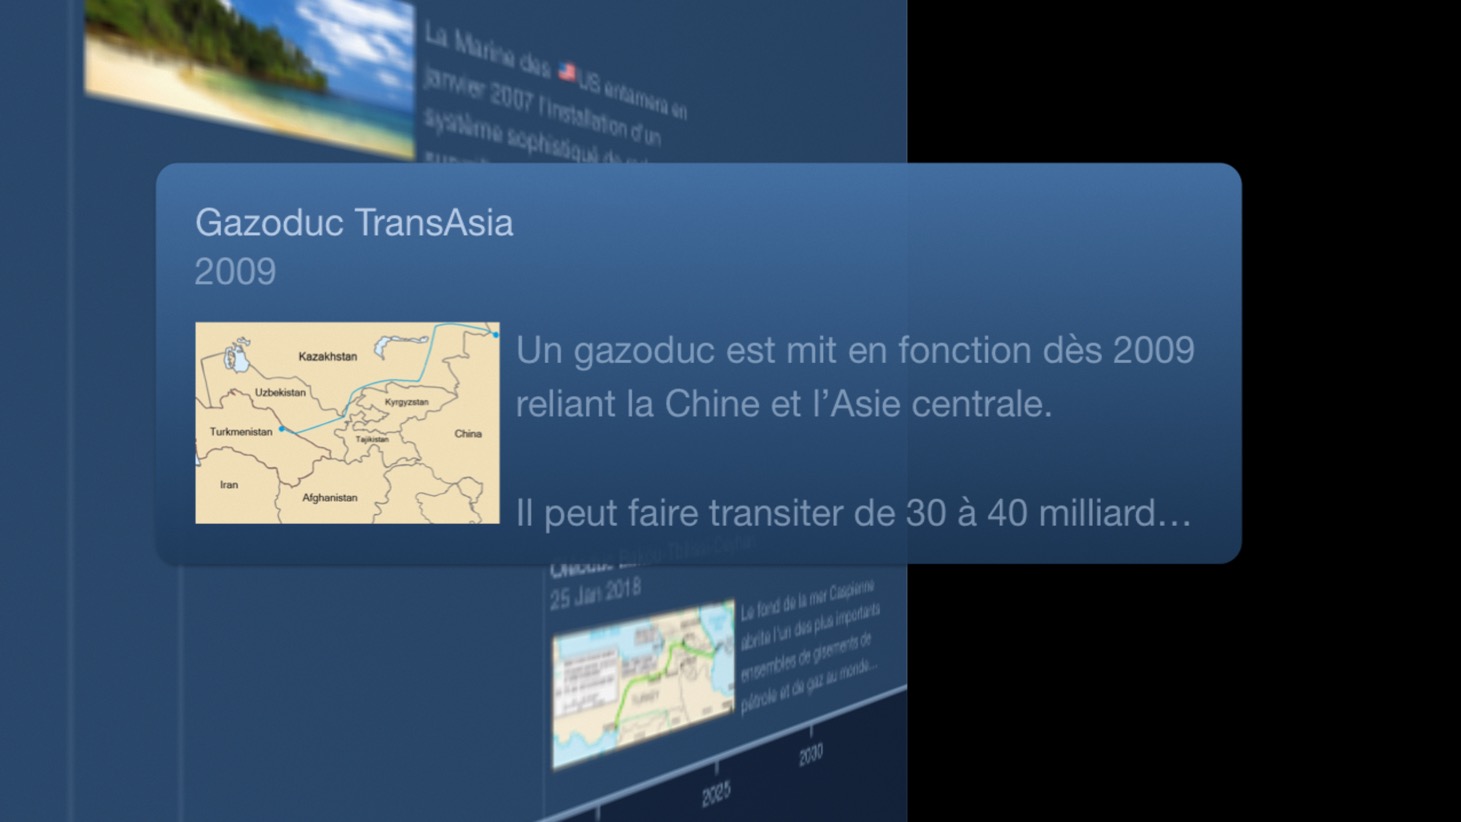 La Marine des 🇺🇸US entamera en
janvier 2007 l'installation d'un
système sophistiqué de
Gazoduc TransAsia
2009
Kazakhstan
Uzbekistan
Kyrgyzstan
Turkmenistan
Tajikistan
China
Iran
Afghanistan
Un gazoduc est mit en fonction dès 2009
reliant la Chine et l’Asie centrale.
Il peut faire transiter de 30 à 40 milliard…
25 Jan 2018
TURKEY
Le fond de la mer Caspienne
abrite l'un des plus importants
ensembles de gisements de
pétrole et de gaz au monde...
2025
2030